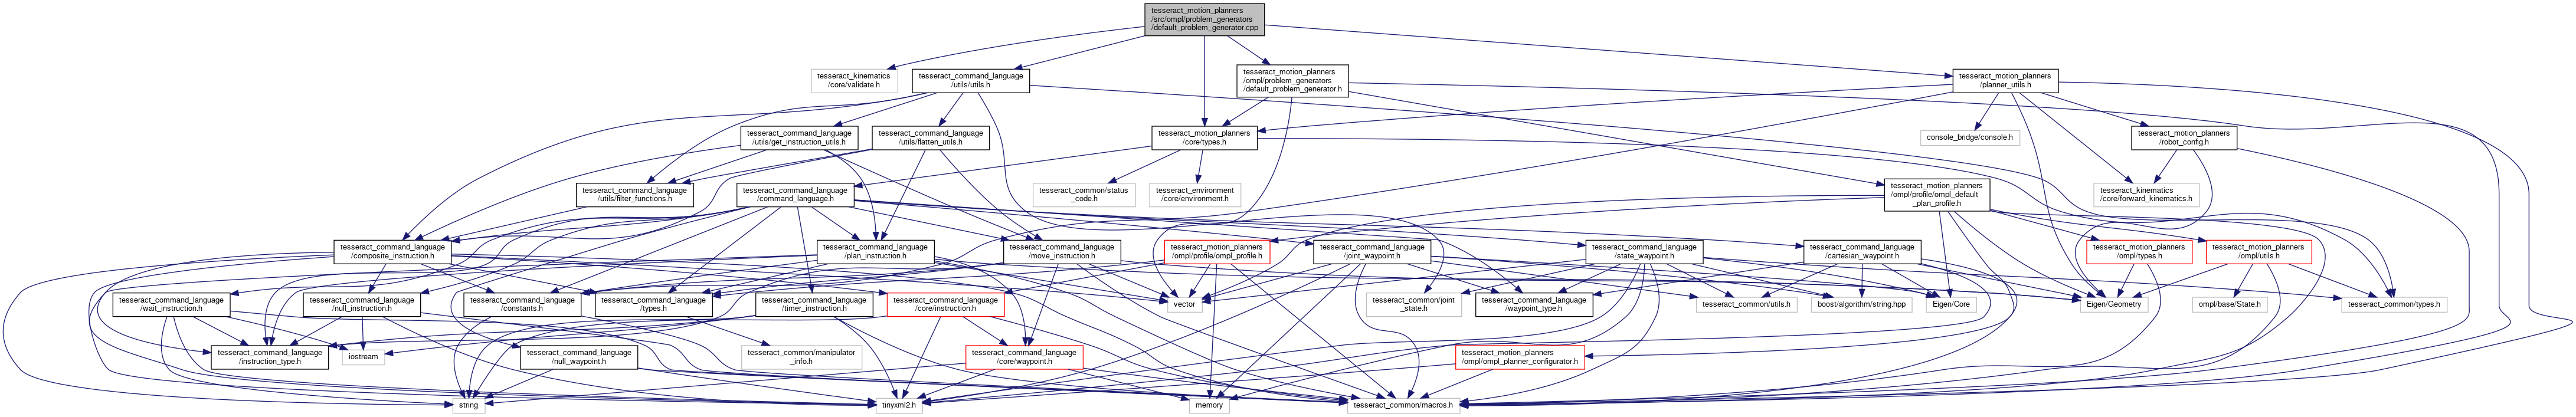 tesseract_motion_planners
/src/ompl/problem_generators
/default_problem_generator.cpp
tesseract_kinematics
/core/validate.h
tesseract_command_language
/utils/utils.h
tesseract_motion_planners
/ompl/problem_generators
/default_problem_generator.h
tesseract_motion_planners
/planner_utils.h
tesseract_command_language
/utils/get_instruction_utils.h
tesseract_command_language
/utils/flatten_utils.h
tesseract_motion_planners
/core/types.h
console_bridge/console.h
tesseract_motion_planners
/robot_config.h
tesseract_command_language
/utils/filter_functions.h
tesseract_command_language
/command_language.h
tesseract_common/status
_code.h
tesseract_environment
/core/environment.h
tesseract_motion_planners
/ompl/profile/ompl_default
_plan_profile.h
tesseract_kinematics
/core/forward_kinematics.h
tesseract_command_language
/composite_instruction.h
tesseract_command_language
/plan_instruction.h
tesseract_command_language
/move_instruction.h
tesseract_motion_planners
/ompl/profile/ompl_profile.h
tesseract_command_language
/joint_waypoint.h
tesseract_command_language
/state_waypoint.h
tesseract_command_language
/cartesian_waypoint.h
tesseract_motion_planners
/ompl/types.h
tesseract_motion_planners
/ompl/utils.h
tesseract_command_language
/wait_instruction.h
tesseract_command_language
/null_instruction.h
tesseract_command_language
/constants.h
tesseract_command_language
/types.h
tesseract_command_language
/timer_instruction.h
tesseract_command_language
/core/instruction.h
vector
tesseract_common/joint
_state.h
tesseract_command_language
/waypoint_type.h
tesseract_common/utils.h
boost/algorithm/string.hpp
Eigen/Core
Eigen/Geometry
ompl/base/State.h
tesseract_common/types.h
tesseract_command_language
/instruction_type.h
iostream
tesseract_command_language
/null_waypoint.h
tesseract_common/manipulator
_info.h
tesseract_command_language
/core/waypoint.h
tesseract_motion_planners
/ompl/ompl_planner_configurator.h
string
tinyxml2.h
memory
tesseract_common/macros.h